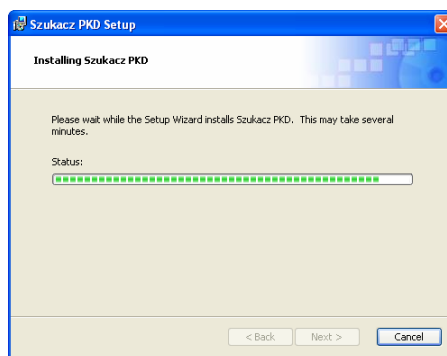 Szukacz PKD Setup
Installing Szukacz PKD
Please wait while the Setup Wizard installs Szukacz PKD. This may take several
minutes.
Status:
< Back Next > Cancel